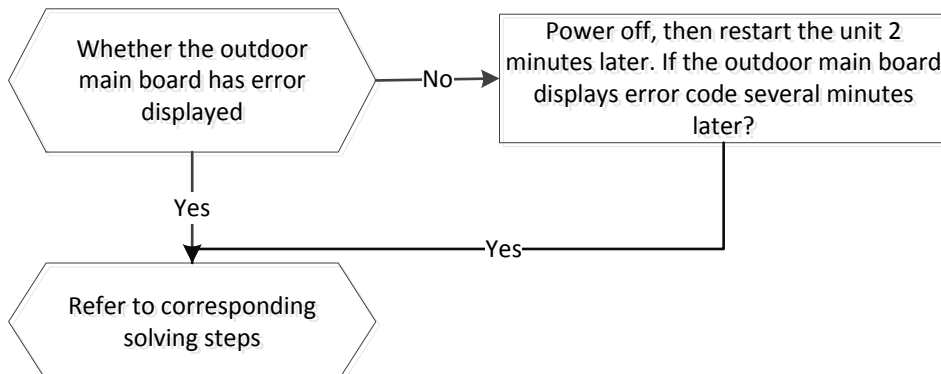 Whether the outdoor
main board has error
displayed
No
Power off, then restart the unit 2
minutes later. If the outdoor main board
displays error code several minutes
later?
Yes
Yes
Refer to corresponding
solving steps